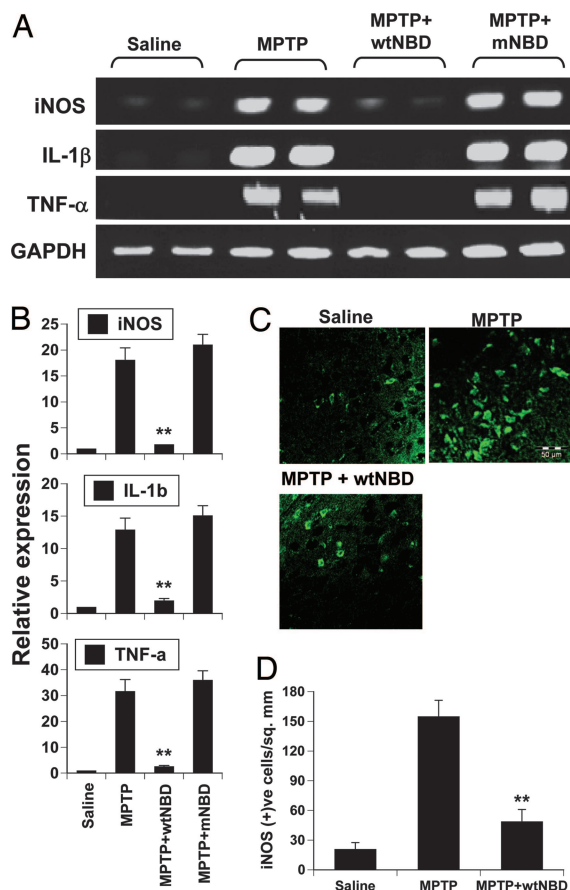 A
Saline
MPTP
MPTP+
wtNBD
MPTP+
mNBD
iNOS
IL-1β
TNF-α
GAPDH
B
Relative expression
iNOS
25
20
15
10
5
0
**
IL-1b
20
15
10
5
0
**
TNF-a
50
40
30
20
10
0
**
Saline
MPTP
MPTP+wtNBD
MPTP+mNBD
C
Saline
MPTP
50 µm
MPTP + wtNBD
D
iNOS (+)ve cells/sq. mm
180
150
120
90
60
30
0
**
Saline
MPTP
MPTP+wtNBD